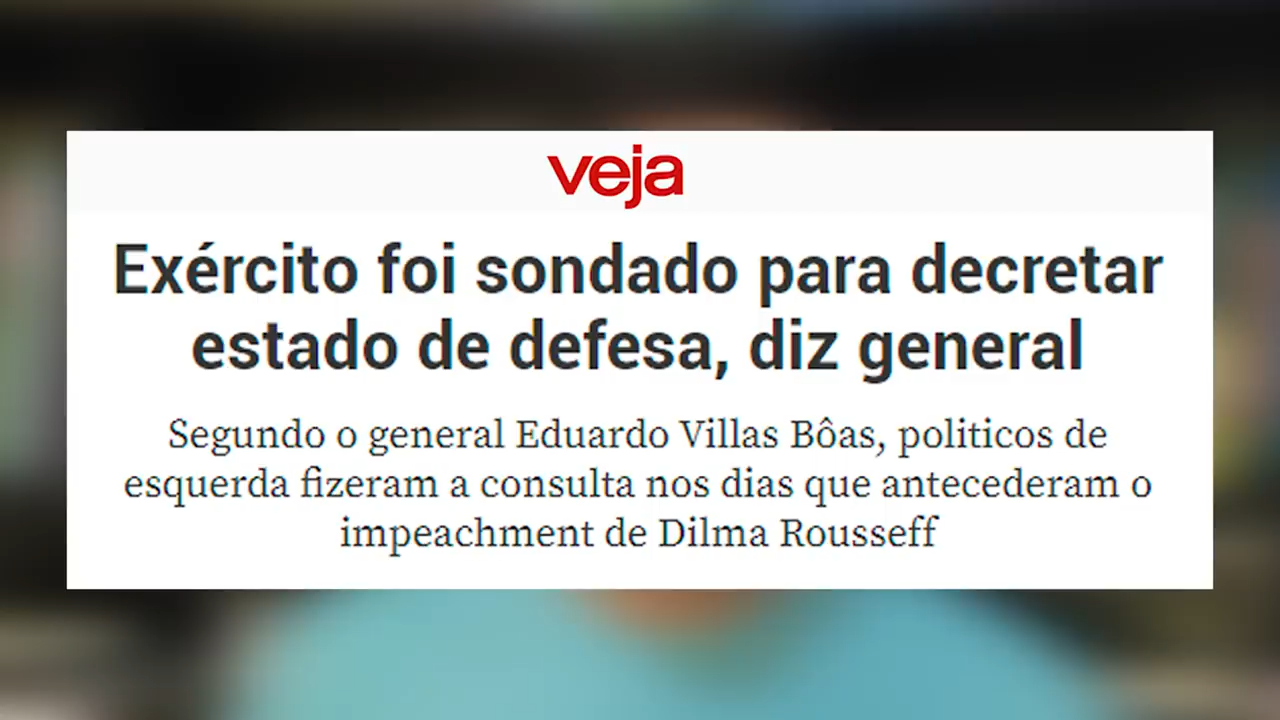 veja
Exército foi sondado para decretar
estado de defesa, diz general
Segundo o general Eduardo Villas Bôas, politicos de
esquerda fizeram a consulta nos dias que antecederam o
impeachment de Dilma Rousseff